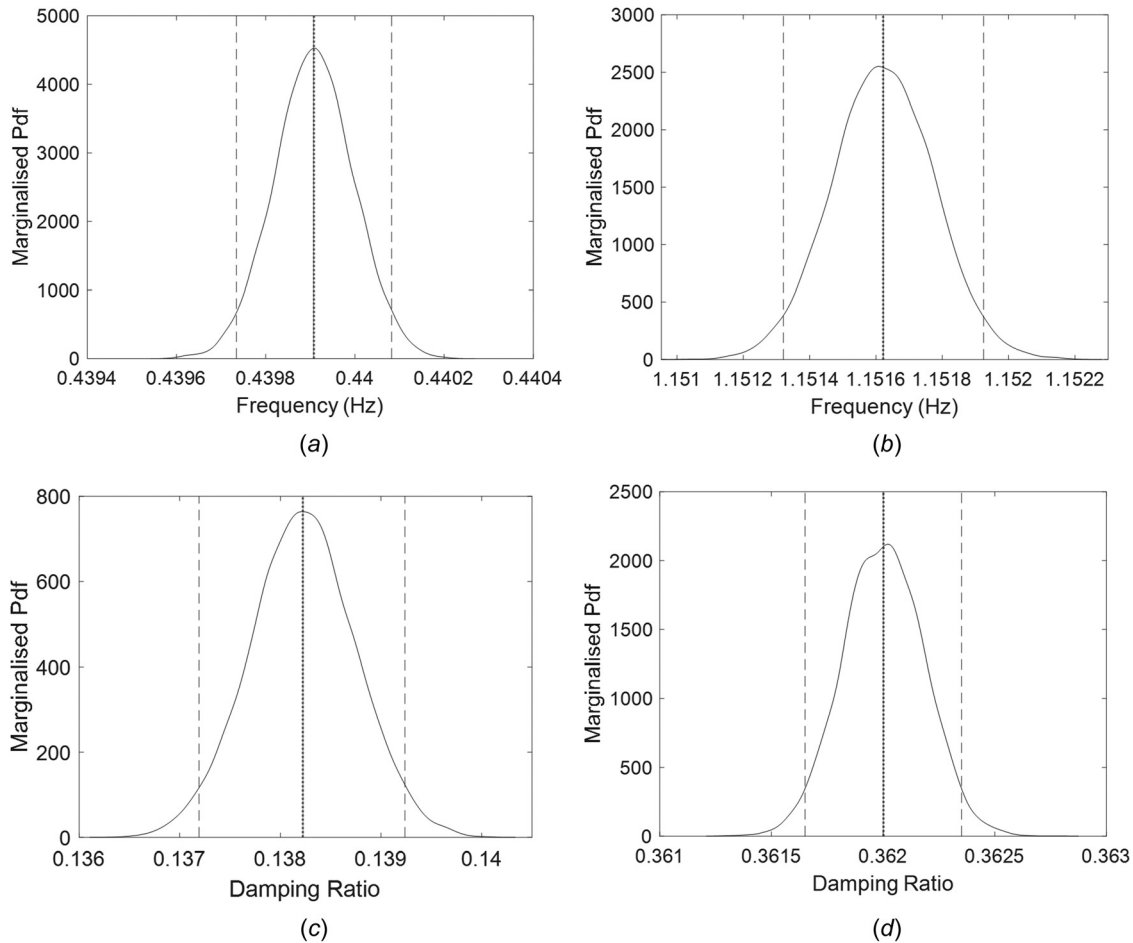 5000
4000
3000
2000
1000
0
Marginalised Pdf
0.4394 0.4396 0.4398 0.44 0.4402 0.4404
Frequency (Hz)
(a)
3000
2500
2000
1500
1000
500
0
Marginalised Pdf
1.151 1.1512 1.1514 1.1516 1.1518 1.152 1.1522
Frequency (Hz)
(b)
800
600
400
200
0
Marginalised Pdf
0.136 0.137 0.138 0.139 0.14
Damping Ratio
(c)
2500
2000
1500
1000
500
0
Marginalised Pdf
0.361 0.3615 0.362 0.3625 0.363
Damping Ratio
(d)